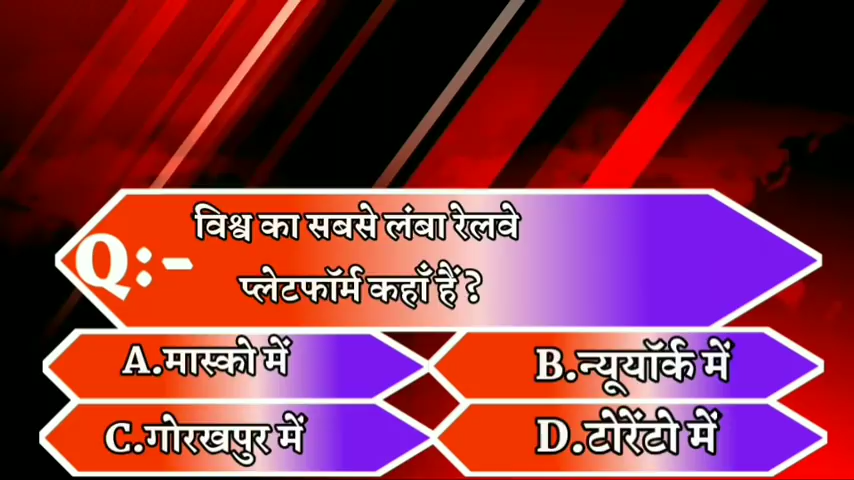 Q:-
विश्व का सबसे लंबा रेलवे
प्लेटफॉर्म कहाँ हैं?
A.मास्को में
B.न्यूयॉर्क में
C.गोरखपुर में
D.टोरेंटो में